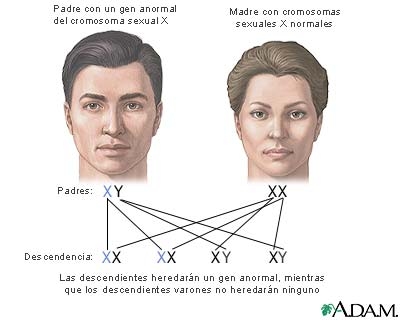 Padre con un gen anormal
del cromosoma sexual X
Madre con cromosomas
sexuales X normales
Padres: XY XX
Descendencia: XX XX XY XY
Las descendientes heredarán un gen anormal, mientras
que los descendientes varones no heredarán ninguno
ADAM.